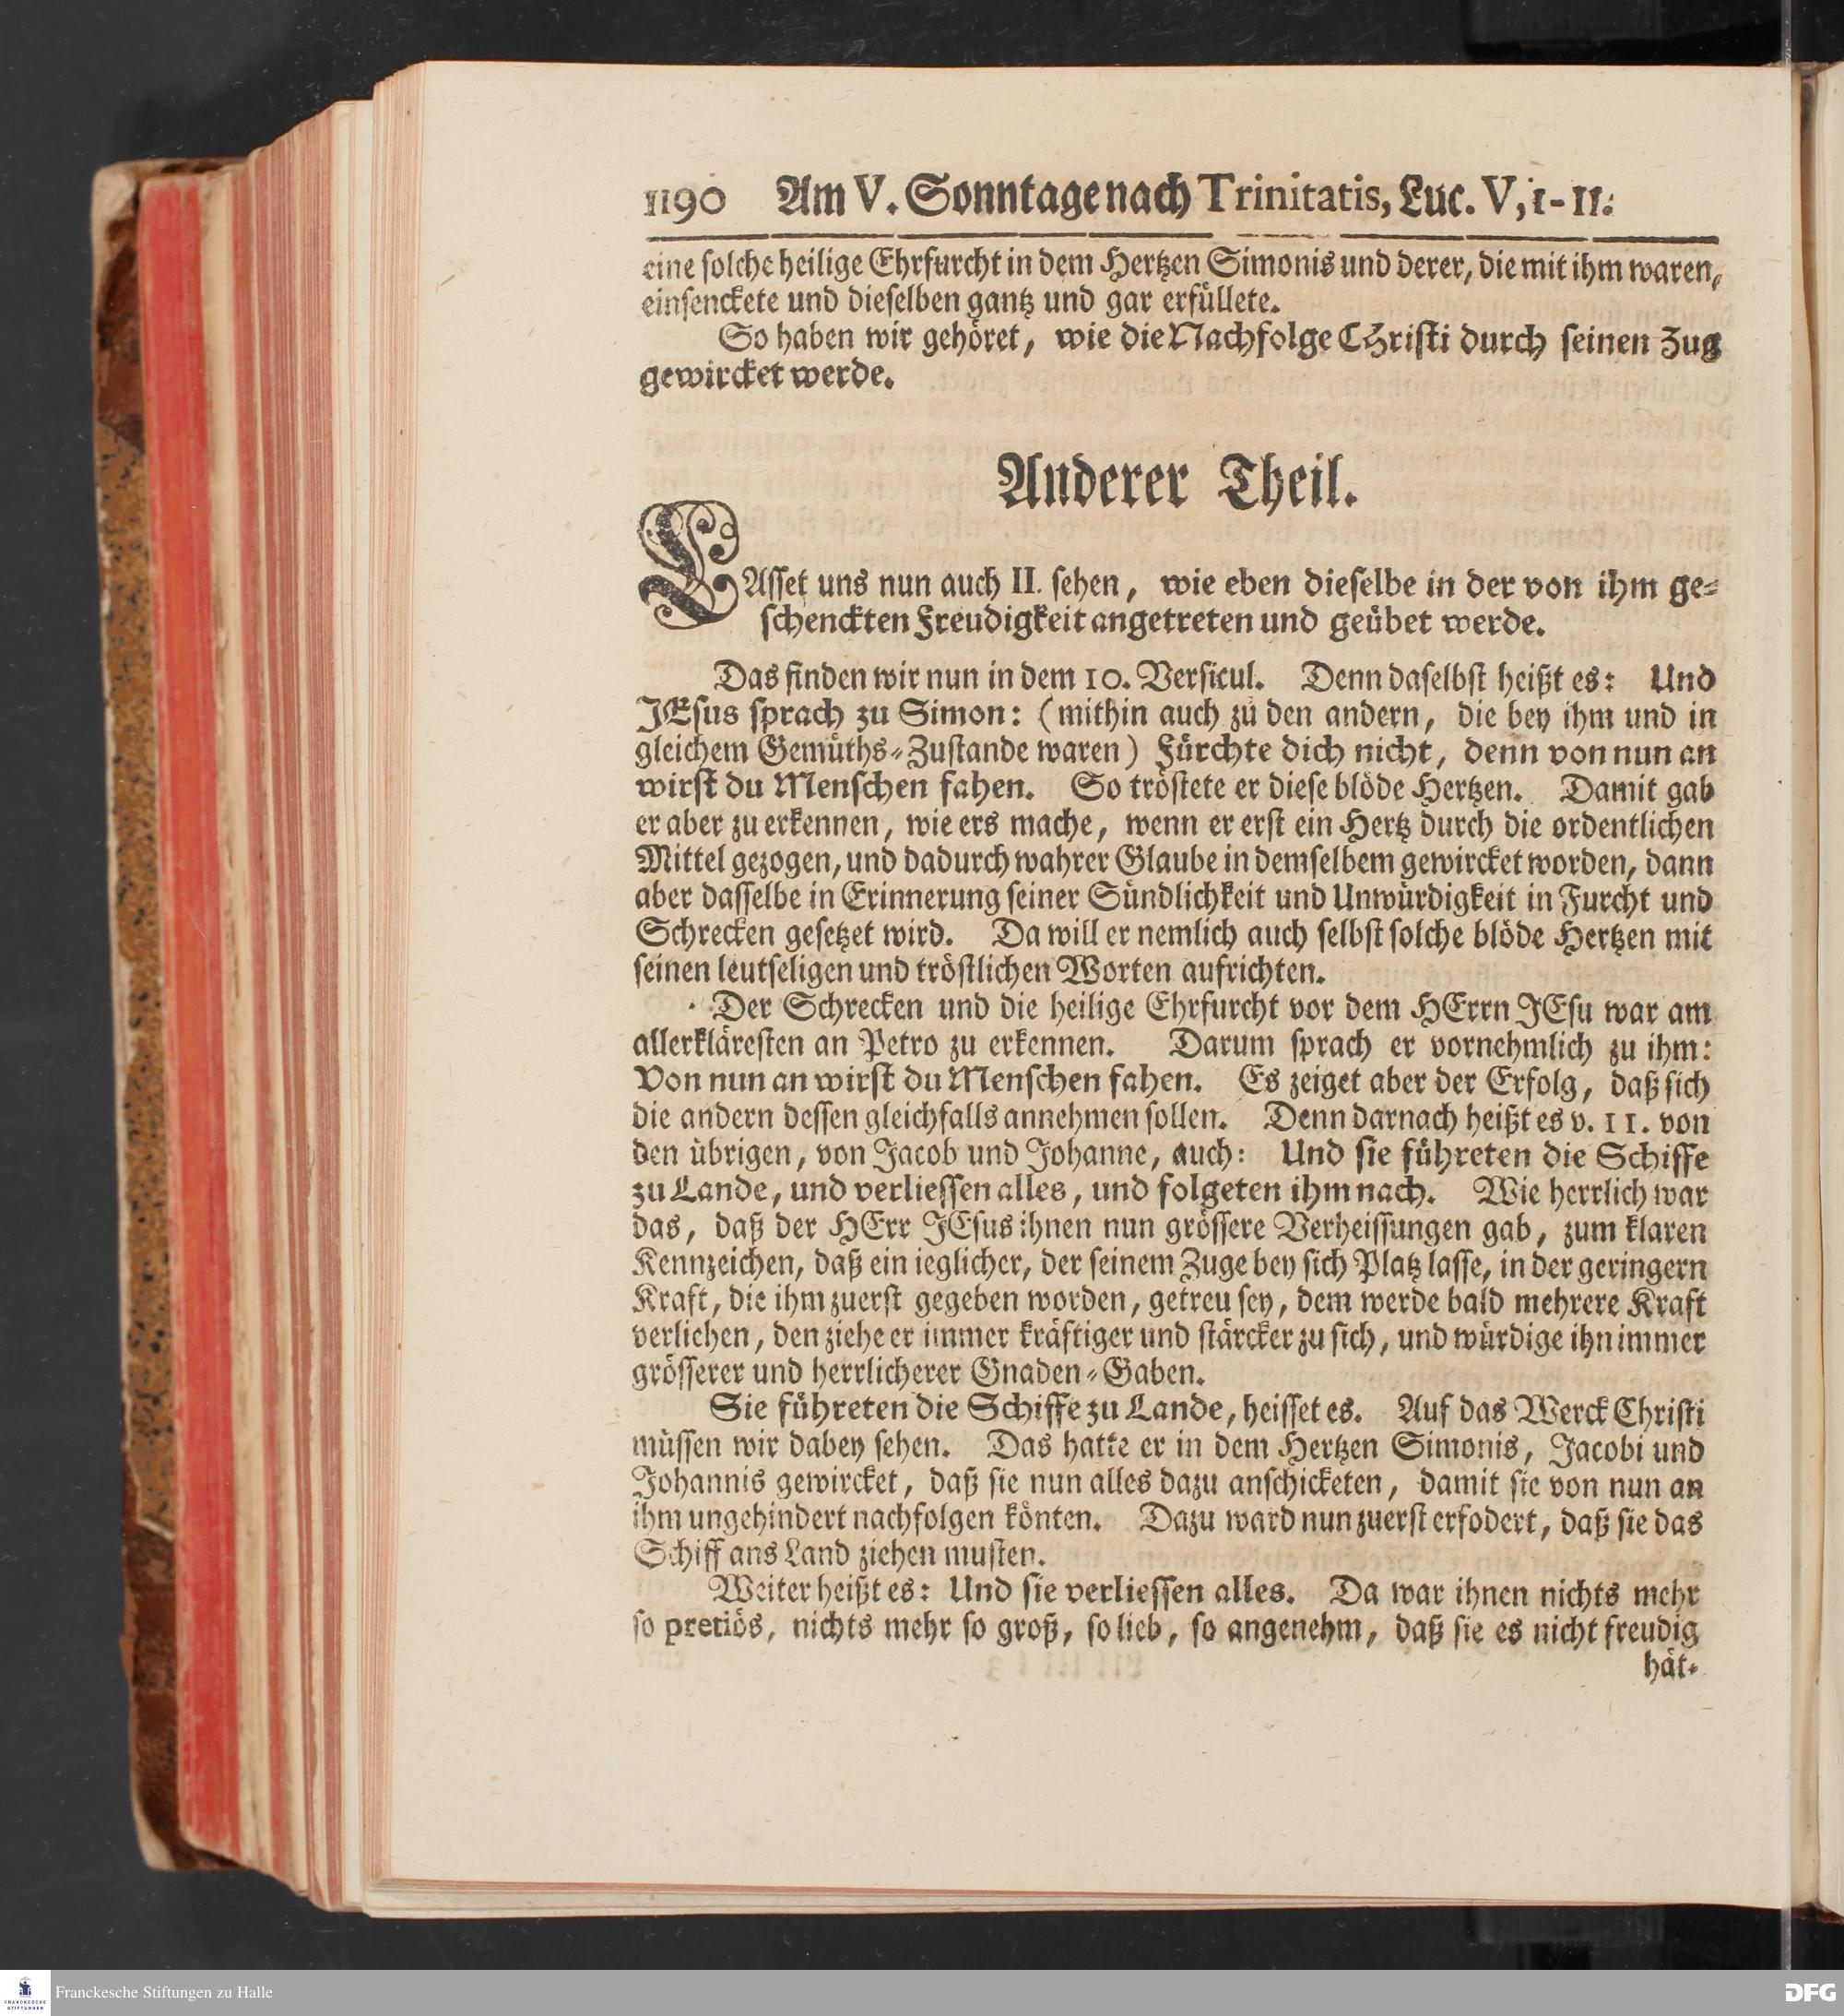 1190 Am V. Sonntage nach Trinitatis, Luc. V, 1-11.
eine solche heilige Ehrfurcht in dem Hertzen Simonis und derer, die mit ihm waren,
einsenckete und dieselben gantz und gar erfüllete.
So haben wir gehöret, wie die Nachfolge CHristi durch seinen Zug
gewircket werde.
Anderer Theil.
LAsset uns nun auch II. sehen, wie eben dieselbe in der von ihm ge-
schenckten Freudigkeit angetreten und geübet werde.
Das finden wir nun in dem 10. Versicul. Denn daselbst heißt es: Und
JEsus sprach zu Simon: (mithin auch zu den andern, die bey ihm und in
gleichem Gemüths-Zustande waren) Fürchte dich nicht, denn von nun an
wirst du Menschen fahen. So tröstete er diese blöde Hertzen. Damit gab
er aber zu erkennen, wie ers mache, wenn er erst ein Hertz durch die ordentlichen
Mittel gezogen, und dadurch wahrer Glaube in demselbem gewircket worden, dann
aber dasselbe in Erinnerung seiner Sündlichkeit und Unwürdigkeit in Furcht und
Schrecken gesetzet wird. Da will er nemlich auch selbst solche blöde Hertzen mit
seinen leutseligen und tröstlichen Worten aufrichten.
Der Schrecken und die heilige Ehrfurcht vor dem HErrn JEsu war am
allerkläresten an Petro zu erkennen. Darum sprach er vornehmlich zu ihm:
Von nun an wirst du Menschen fahen. Es zeiget aber der Erfolg, daß sich
die andern dessen gleichfalls annehmen sollen. Denn darnach heißt es v. 11. von
den übrigen, von Jacob und Johanne, auch: Und sie führeten die Schiffe
zu Lande, und verliessen alles, und folgeten ihm nach. Wie herrlich war
das, daß der HErr JEsus ihnen nun grössere Verheissungen gab, zum klaren
Kennzeichen, daß ein ieglicher, der seinem Zuge bey sich Platz lasse, in der geringern
Kraft, die ihm zuerst gegeben worden, getreu sey, dem werde bald mehrere Kraft
verliehen, den ziehe er immer kräftiger und stärcker zu sich, und würdige ihn immer
grösserer und herrlicherer Gnaden-Gaben.
Sie führeten die Schiffe zu Lande, heisset es. Auf das Werck Christi
müssen wir dabey sehen. Das hatte er in dem Hertzen Simonis, Jacobi und
Johannis gewircket, daß sie nun alles dazu anschicketen, damit sie von nun an
ihm ungehindert nachfolgen könten. Dazu ward nun zuerst erfodert, daß sie das
Schiff ans Land ziehen musten.
Weiter heißt es: Und sie verliessen alles. Da war ihnen nichts mehr
so pretiös, nichts mehr so groß, so lieb, so angenehm, daß sie es nicht freudig
hät-
FRANCKESCHE
STIFTUNGEN
Franckesche Stiftungen zu Halle
DFG